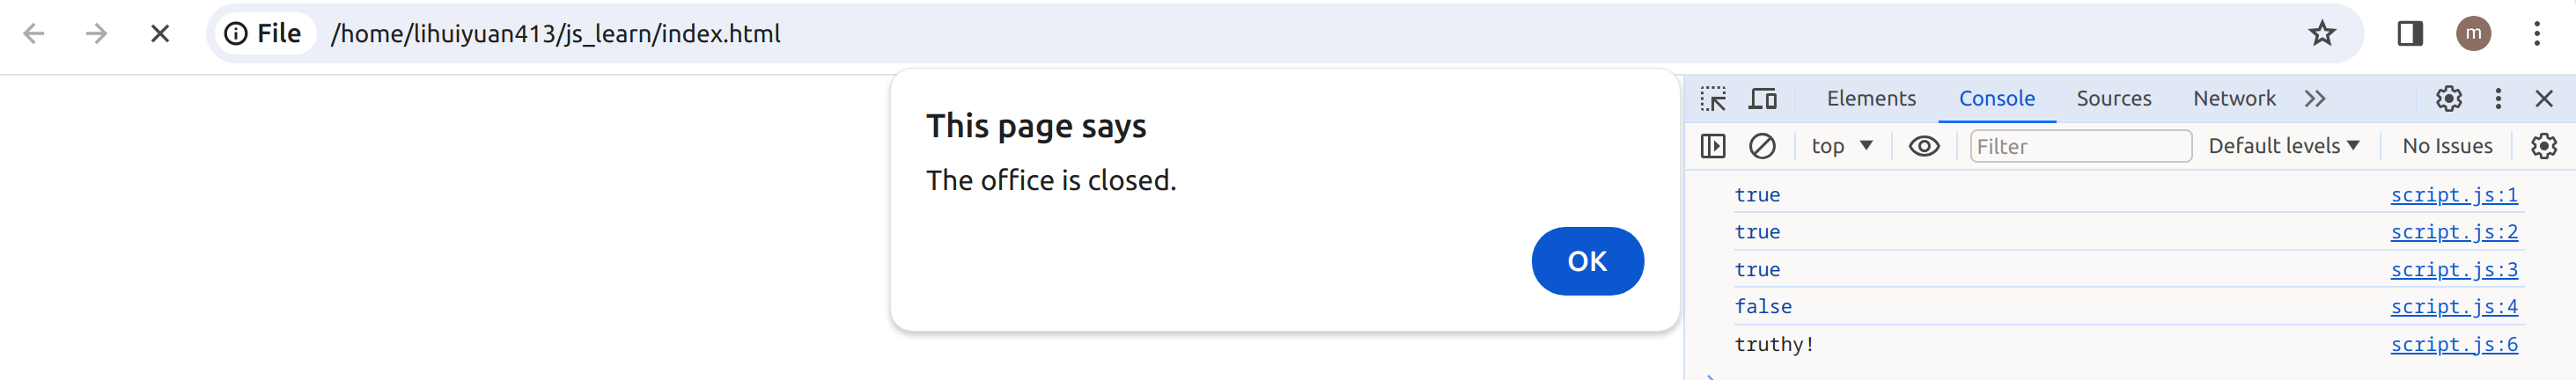 File /home/lihuiyuan413/js_learn/index.html m
This page says
The office is closed.
OK
Elements Console Sources Network
top Filter Default levels No Issues
true script.js:1
true script.js:2
true script.js:3
false script.js:4
truthy! script.js:6